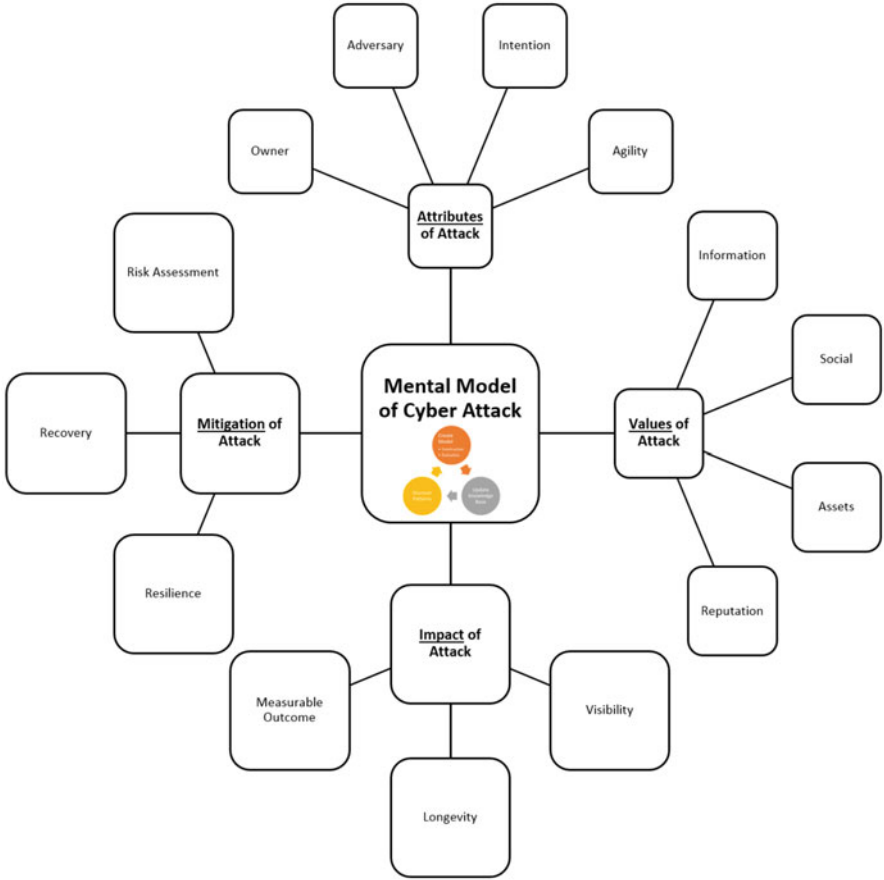 Adversary
Intention
Owner
Agility
Attributes
of Attack
Information
Risk Assessment
Social
Mental Model
of Cyber Attack
Mitigation of
Attack
Recovery
Values of
Attack
Assets
Resilience
Reputation
Impact of
Attack
Measurable
Outcome
Visibility
Longevity